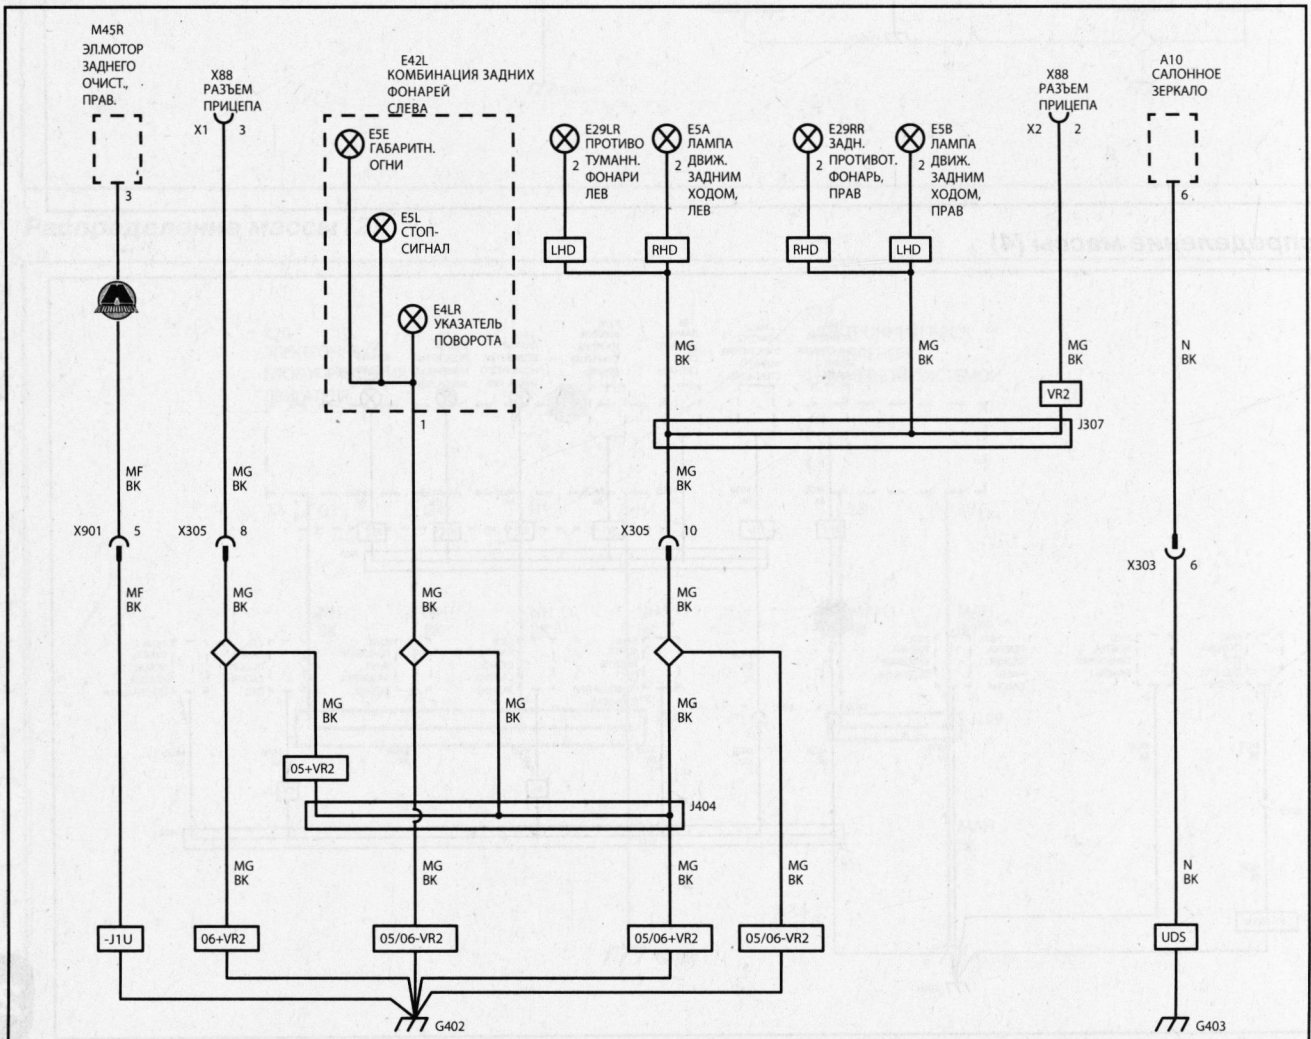 M45R
ЭЛ.МОТОР
ЗАДНЕГО
ОЧИСТ.,
ПРАВ.
3
X88
РАЗЪЕМ
ПРИЦЕПА
X1
3
E42L
КОМБИНАЦИЯ ЗАДНИХ
ФОНАРЕЙ
СЛЕВА
E5E
ГАБАРИТН.
ОГНИ
E5L
СТОП-
СИГНАЛ
E4LR
УКАЗАТЕЛЬ
ПОВОРОТА
1
E29LR
ПРОТИВО
ТУМАНН.
ФОНАРИ
ЛЕВ
2
E5A
ЛАМПА
ДВИЖ.
ЗАДНИМ
ХОДОМ,
ЛЕВ
2
E29RR
ЗАДН.
ПРОТИВОТ.
ФОНАРЬ,
ПРАВ
2
E5B
ЛАМПА
ДВИЖ.
ЗАДНИМ
ХОДОМ,
ПРАВ
2
X88
РАЗЪЕМ
ПРИЦЕПА
X2
2
A10
САЛОННОЕ
ЗЕРКАЛО
6
LHD
RHD
RHD
LHD
MG
BK
MG
BK
MG
BK
N
BK
VR2
J307
MF
BK
MG
BK
MG
BK
X901
5
X305
8
X305
10
X303
6
MF
BK
MG
BK
MG
BK
MG
BK
MG
BK
MG
BK
MG
BK
05+VR2
J404
MG
BK
MG
BK
MG
BK
MG
BK
N
BK
-J1U
06+VR2
05/06-VR2
05/06+VR2
05/06-VR2
UDS
G402
G403